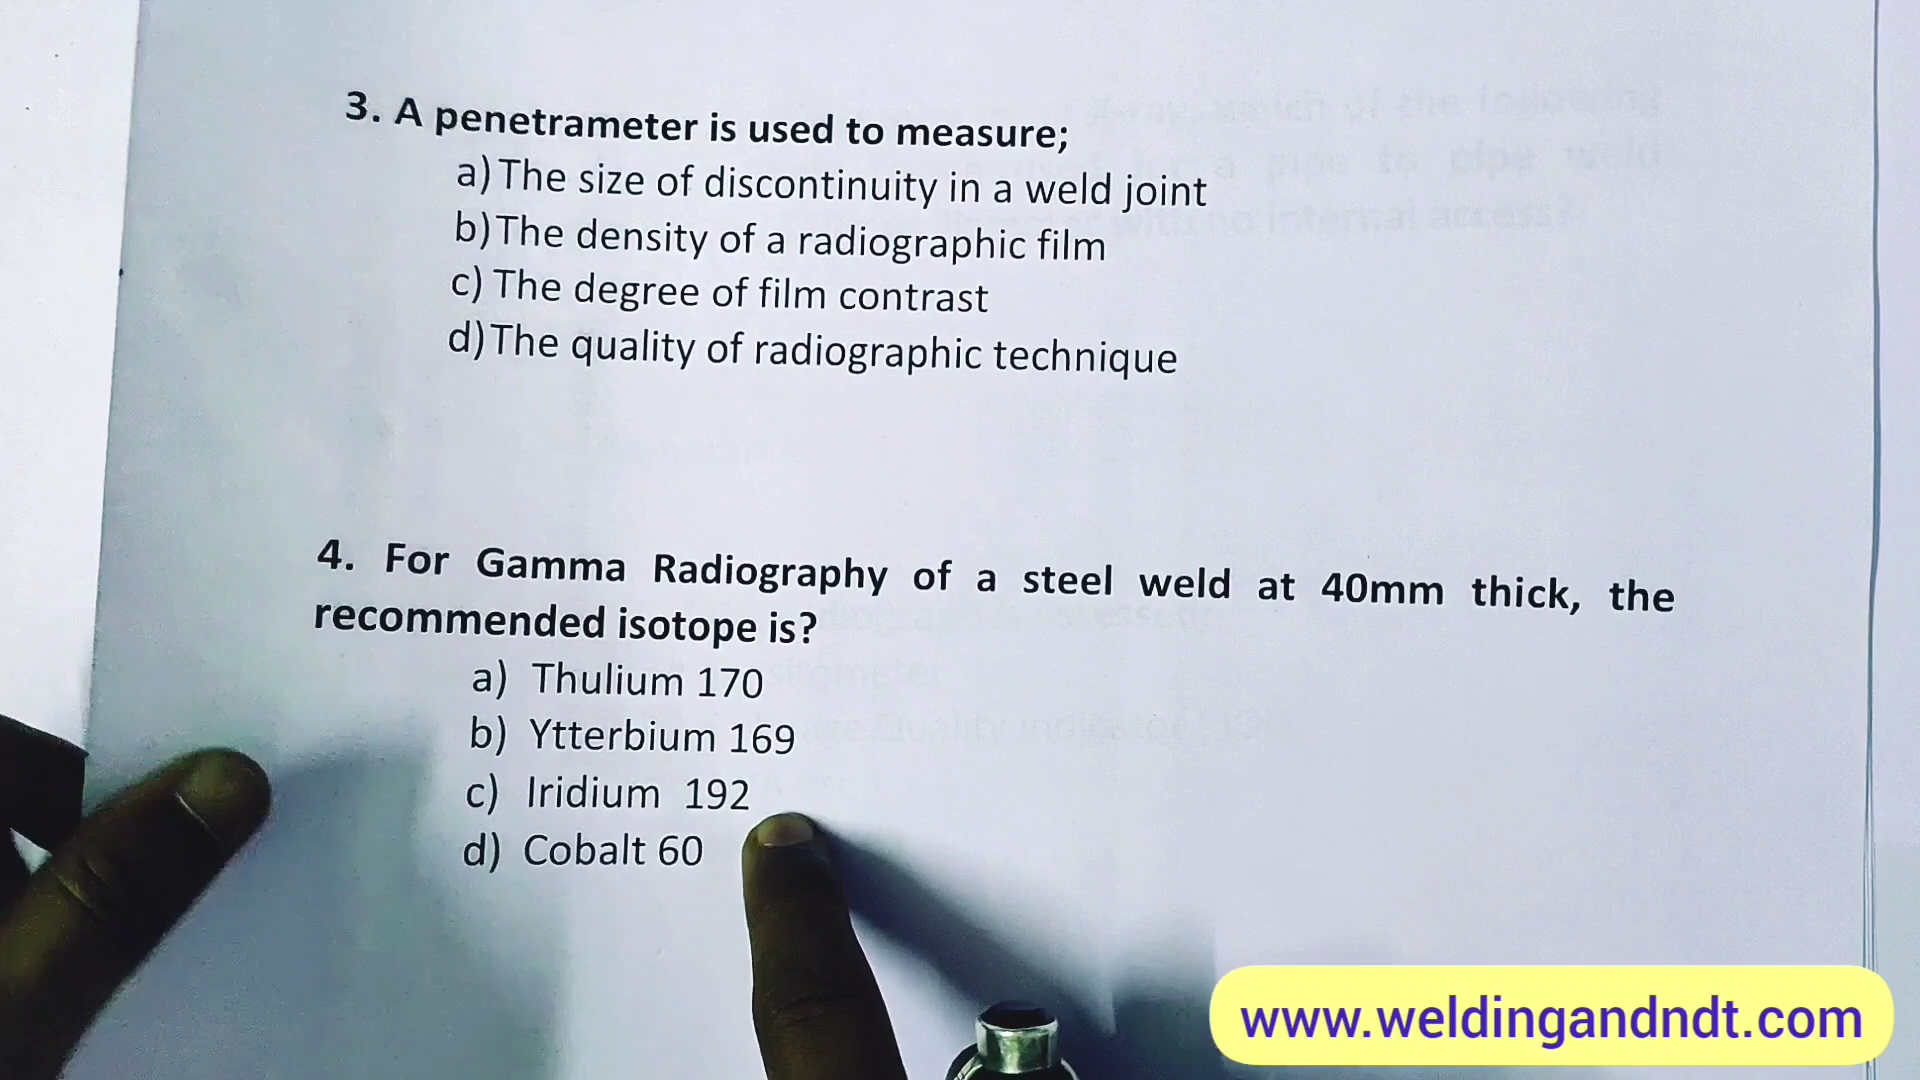 3. A penetrameter is used to measure;
a) The size of discontinuity in a weld joint
b) The density of a radiographic film
c) The degree of film contrast
d) The quality of radiographic technique
4. For Gamma Radiography of a steel weld at 40mm thick, the
recommended isotope is?
a) Thulium 170
b) Ytterbium 169
c) Iridium 192
d) Cobalt 60
www.weldingandndt.com